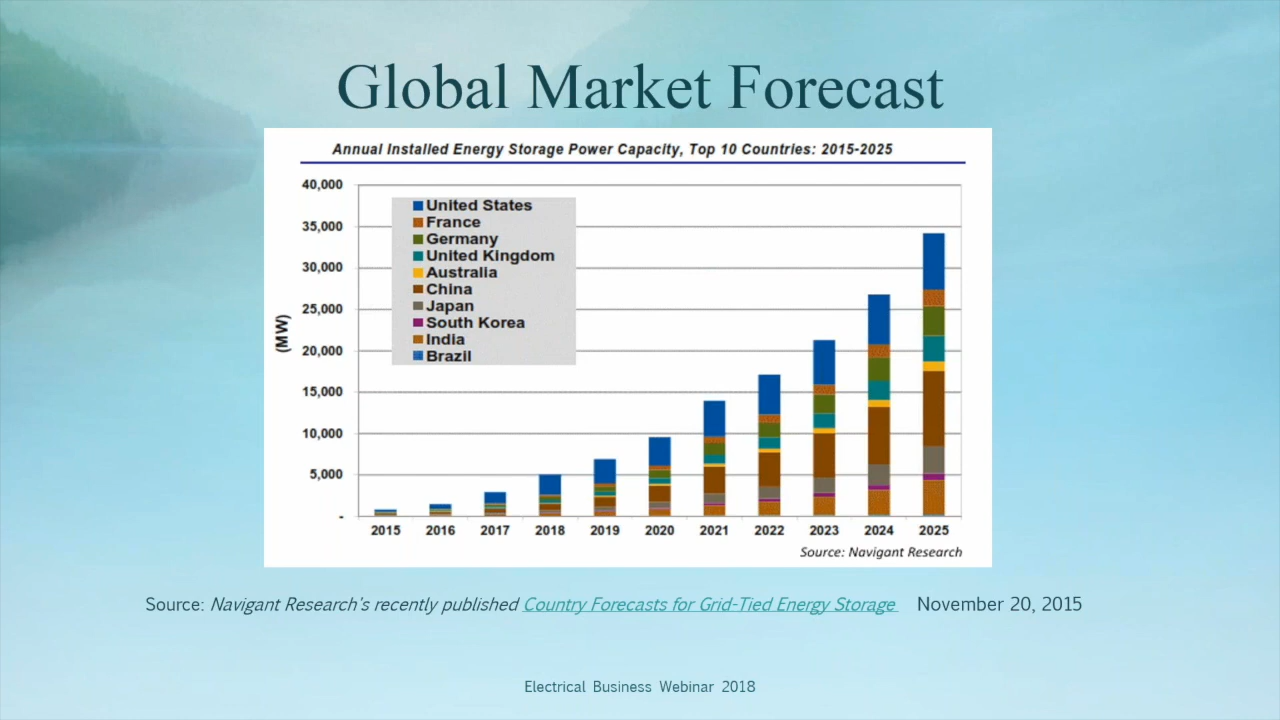 Global Market Forecast
Annual Installed Energy Storage Power Capacity, Top 10 Countries: 2015-2025
40,000
35,000
30,000
25,000
20,000
15,000
10,000
5,000
-
(MW)
United States
France
Germany
United Kingdom
Australia
China
Japan
South Korea
India
Brazil
2015 2016 2017 2018 2019 2020 2021 2022 2023 2024 2025
Source: Navigant Research
Source: Navigant Research's recently published Country Forecasts for Grid-Tied Energy Storage November 20, 2015
Electrical Business Webinar 2018